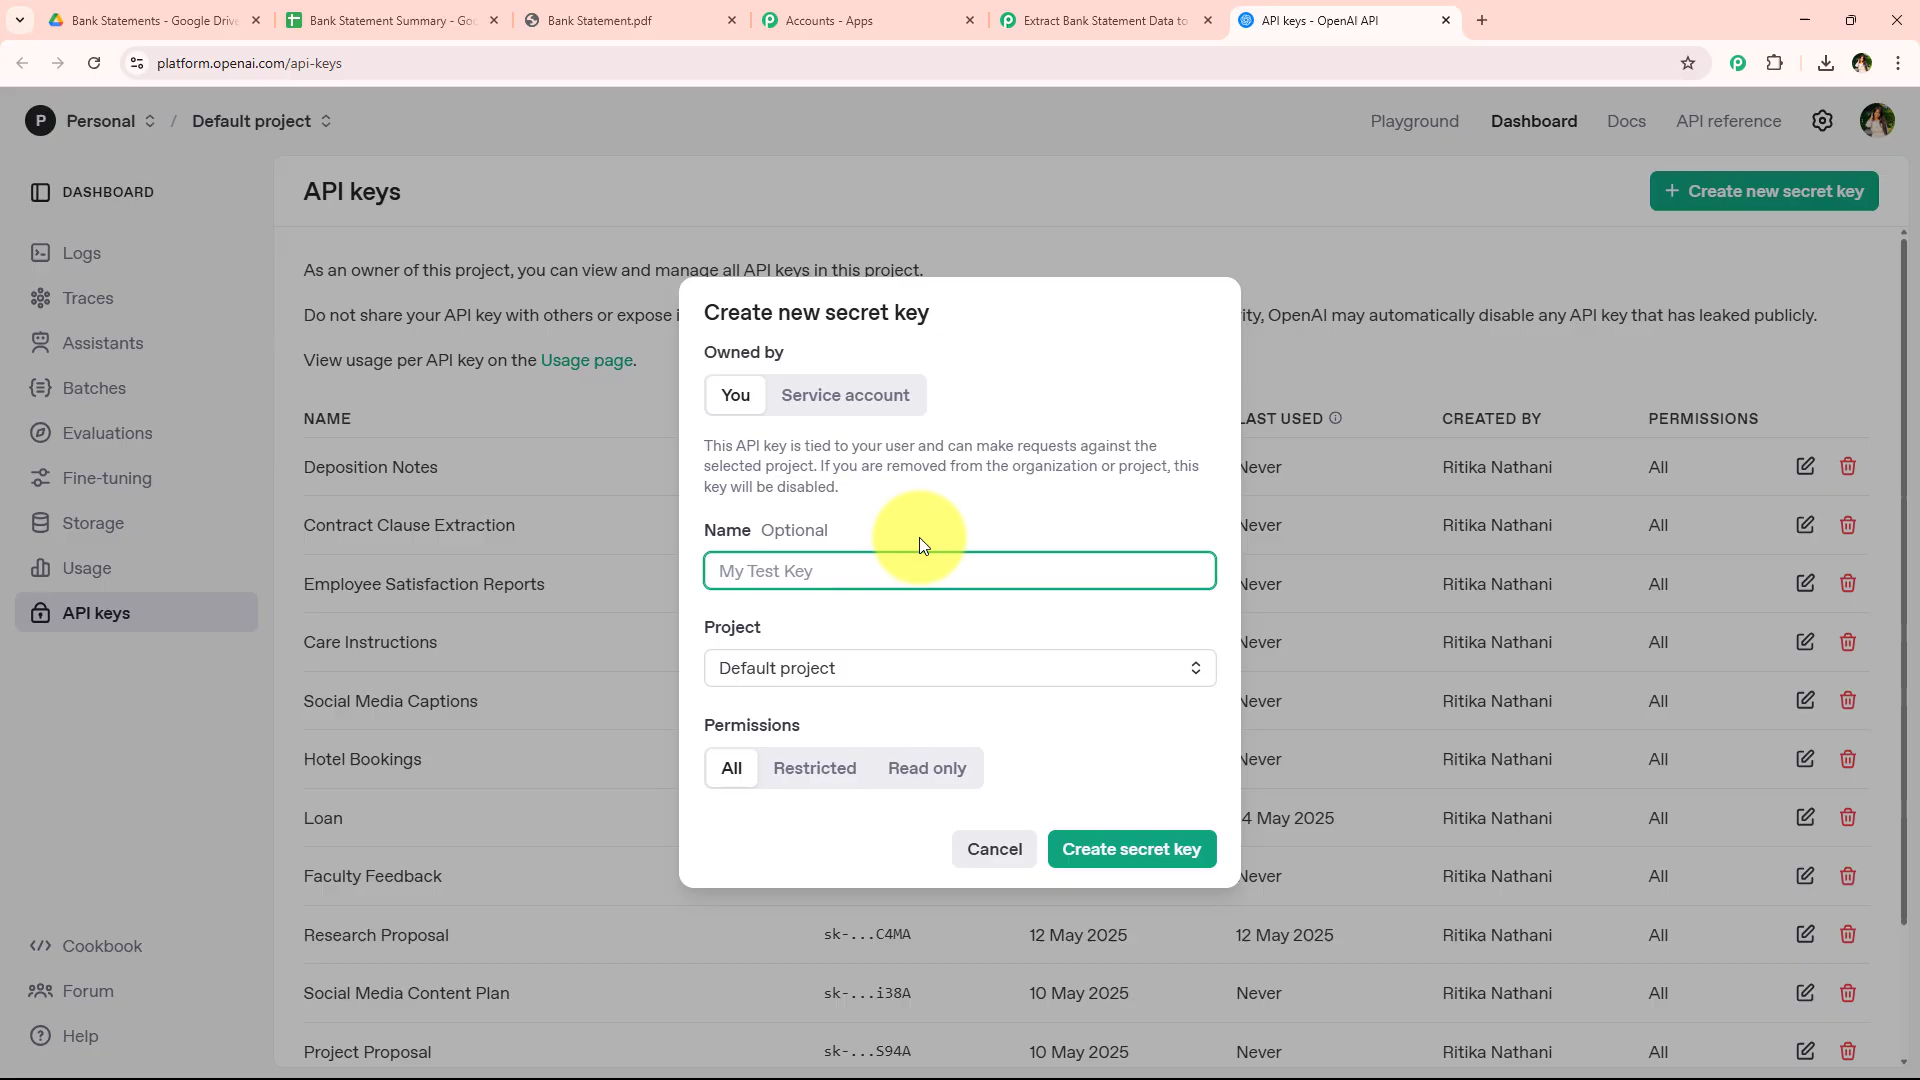 Bank Statements - Google Drive
Bank Statement Summary - Goo
Bank Statement.pdf
Accounts - Apps
Extract Bank Statement Data to
API keys - OpenAI API
platform.openai.com/api-keys
P Personal / Default project
Playground Dashboard Docs API reference
DASHBOARD
Logs
Traces
Assistants
Batches
Evaluations
Fine-tuning
Storage
Usage
API keys
Cookbook
Forum
Help
API keys
+ Create new secret key
As an owner of this project, you can view and manage all API keys in this project.
Do not share your API key with others or expose i
ity, OpenAI may automatically disable any API key that has leaked publicly.
View usage per API key on the Usage page.
NAME LAST USED CREATED BY PERMISSIONS
Deposition Notes Never Ritika Nathani All
Contract Clause Extraction Never Ritika Nathani All
Employee Satisfaction Reports Never Ritika Nathani All
Care Instructions Never Ritika Nathani All
Social Media Captions Never Ritika Nathani All
Hotel Bookings Never Ritika Nathani All
Loan 4 May 2025 Ritika Nathani All
Faculty Feedback Never Ritika Nathani All
Research Proposal sk-...C4MA 12 May 2025 12 May 2025 Ritika Nathani All
Social Media Content Plan sk-...i38A 10 May 2025 Never Ritika Nathani All
Project Proposal sk-...S94A 10 May 2025 Never Ritika Nathani All
Create new secret key
Owned by
You Service account
This API key is tied to your user and can make requests against the
selected project. If you are removed from the organization or project, this
key will be disabled.
Name Optional
My Test Key
Project
Default project
Permissions
All Restricted Read only
Cancel Create secret key